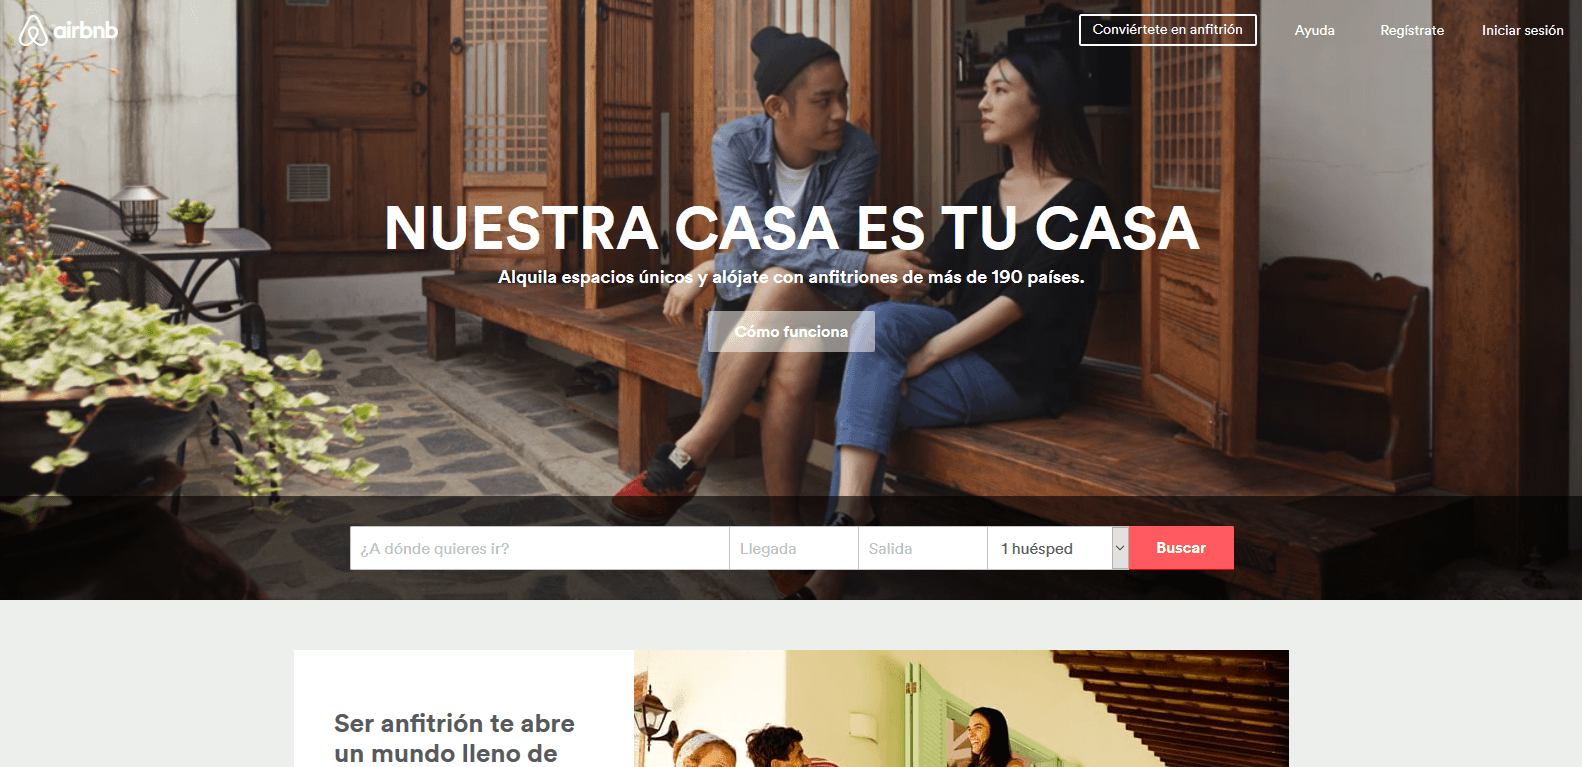 airbnb
Conviértete en anfitrión
Ayuda
Regístrate
Iniciar sesión
NUESTRA CASA ES TU CASA
Alquila espacios únicos y alójate con anfitriones de más de 190 países.
Cómo funciona
¿A dónde quieres ir?
Llegada
Salida
1 huésped
Buscar
Ser anfitrión te abre
un mundo lleno de